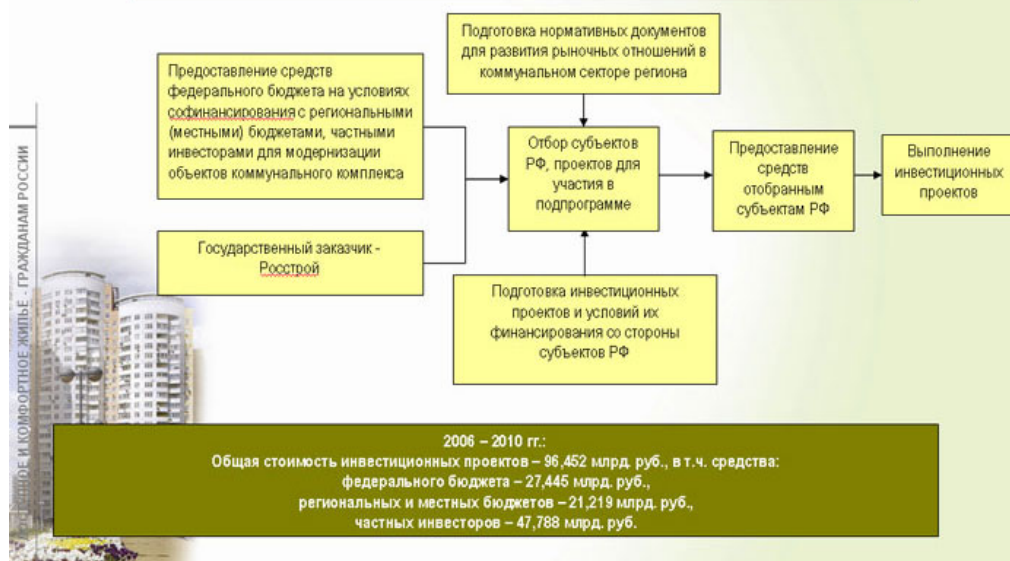 Подготовка нормативных документов
для развития рыночных отношений в
коммунальном секторе региона
Предоставление средств
федерального бюджета на условиях
софинансирования с региональными
(местными) бюджетами, частными
инвесторами для модернизации
объектов коммунального комплекса
Государственный заказчик -
Росстрой
Отбор субъектов
РФ, проектов для
участия в
подпрограмме
Предоставление
средств
отобранным
субъектам РФ
Выполнение
инвестиционных
проектов
Подготовка инвестиционных
проектов и условий их
финансирования со стороны
субъектов РФ
И КОМФОРТНОЕ ЖИЛЬЕ - ГРАЖДАНАМ РОССИИ
2006 – 2010 гг.:
Общая стоимость инвестиционных проектов – 96,452 млрд. руб., в т.ч. средства:
федерального бюджета – 27,445 млрд. руб.,
региональных и местных бюджетов – 21,219 млрд. руб.,
частных инвесторов – 47,788 млрд. руб.